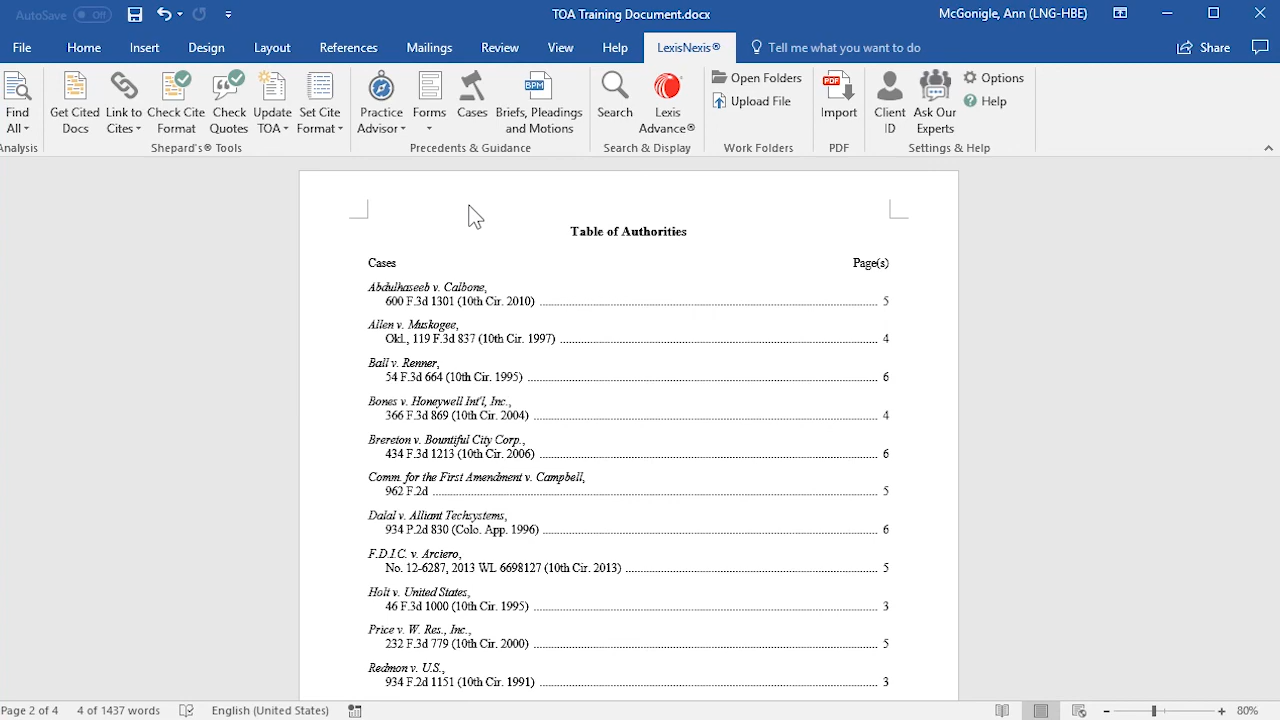 AutoSave Off TOA Training Document.docx McGonigle, Ann (LNG-HBE)
File Home Insert Design Layout References Mailings Review View Help LexisNexis® Tell me what you want to do Share
Find All Get Cited Docs Link to Cites Check Cite Format Check Quotes Update TOA Set Cite Format Practice Advisor Forms Cases Briefs, Pleadings and Motions Search Lexis Advance® Open Folders Upload File PDF Import Client ID Ask Our Experts Options Help
Analysis Shepard's® Tools Precedents & Guidance Search & Display Work Folders PDF Settings & Help
Table of Authorities
Cases Page(s)
Abdulhaseeb v. Calbone,
600 F.3d 1301 (10th Cir. 2010) 5
Allen v. Muskogee,
Okl., 119 F.3d 837 (10th Cir. 1997) 4
Ball v. Renner,
54 F.3d 664 (10th Cir. 1995) 6
Bones v. Honeywell Int'l, Inc.,
366 F.3d 869 (10th Cir. 2004) 4
Brereton v. Bountiful City Corp.,
434 F.3d 1213 (10th Cir. 2006) 6
Comm. for the First Amendment v. Campbell,
962 F.2d 5
Dalal v. Alliant Techsystems,
934 P.2d 830 (Colo. App. 1996) 6
F.D.I.C. v. Arciero,
No. 12-6287, 2013 WL 6698127 (10th Cir. 2013) 5
Holt v. United States,
46 F.3d 1000 (10th Cir. 1995) 3
Price v. W. Res., Inc.,
232 F.3d 779 (10th Cir. 2000) 5
Redmon v. U.S.,
934 F.2d 1151 (10th Cir. 1991) 3
Page 2 of 4 4 of 1437 words English (United States) 80%